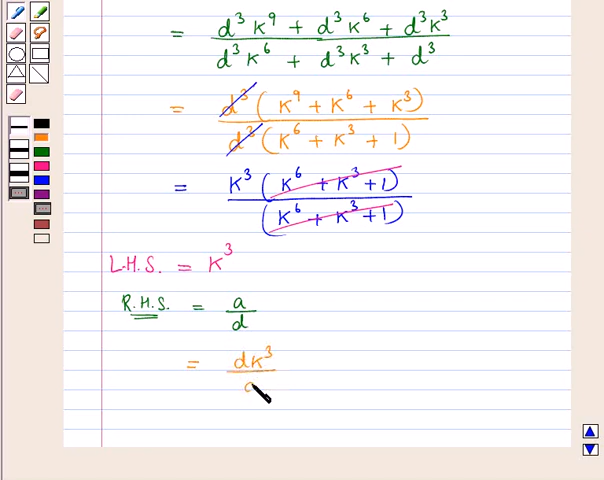 = d³K⁹ + d³K⁶ + d³K³ / d³K⁶ + d³K³ + d³
= d³(K⁹ + K⁶ + K³) / d³(K⁶ + K³ + 1)
= K³(K⁶ + K³ + 1) / (K⁶ + K³ + 1)
L.H.S. = K³
R.H.S. = a / d
= dK³ /